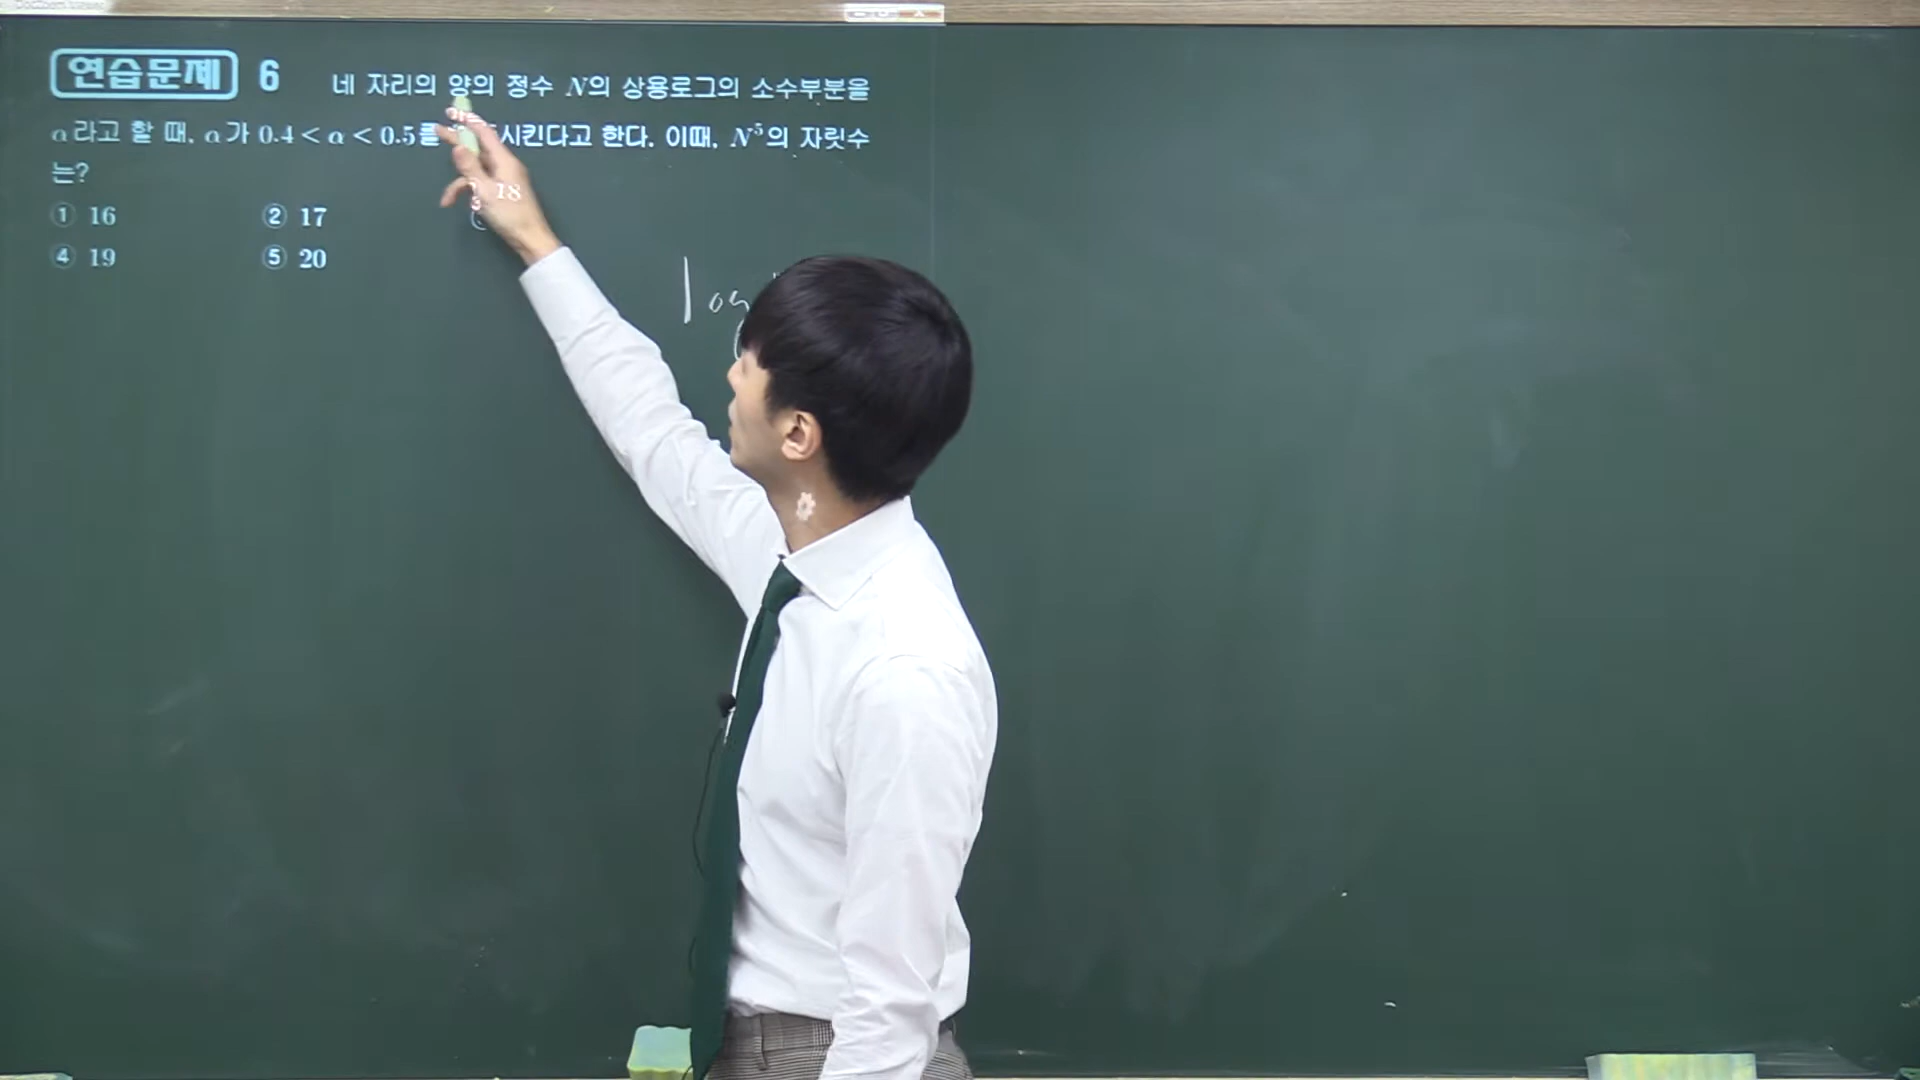 연습문제 6 네 자리의 양의 정수 N의 상용로그의 소수부분을
α라고 할 때, α가 0.4 < α < 0.5를 시킨다고 한다. 이때, N⁵의 자릿수
는?
① 16 ② 17 ③ 18
④ 19 ⑤ 20
log